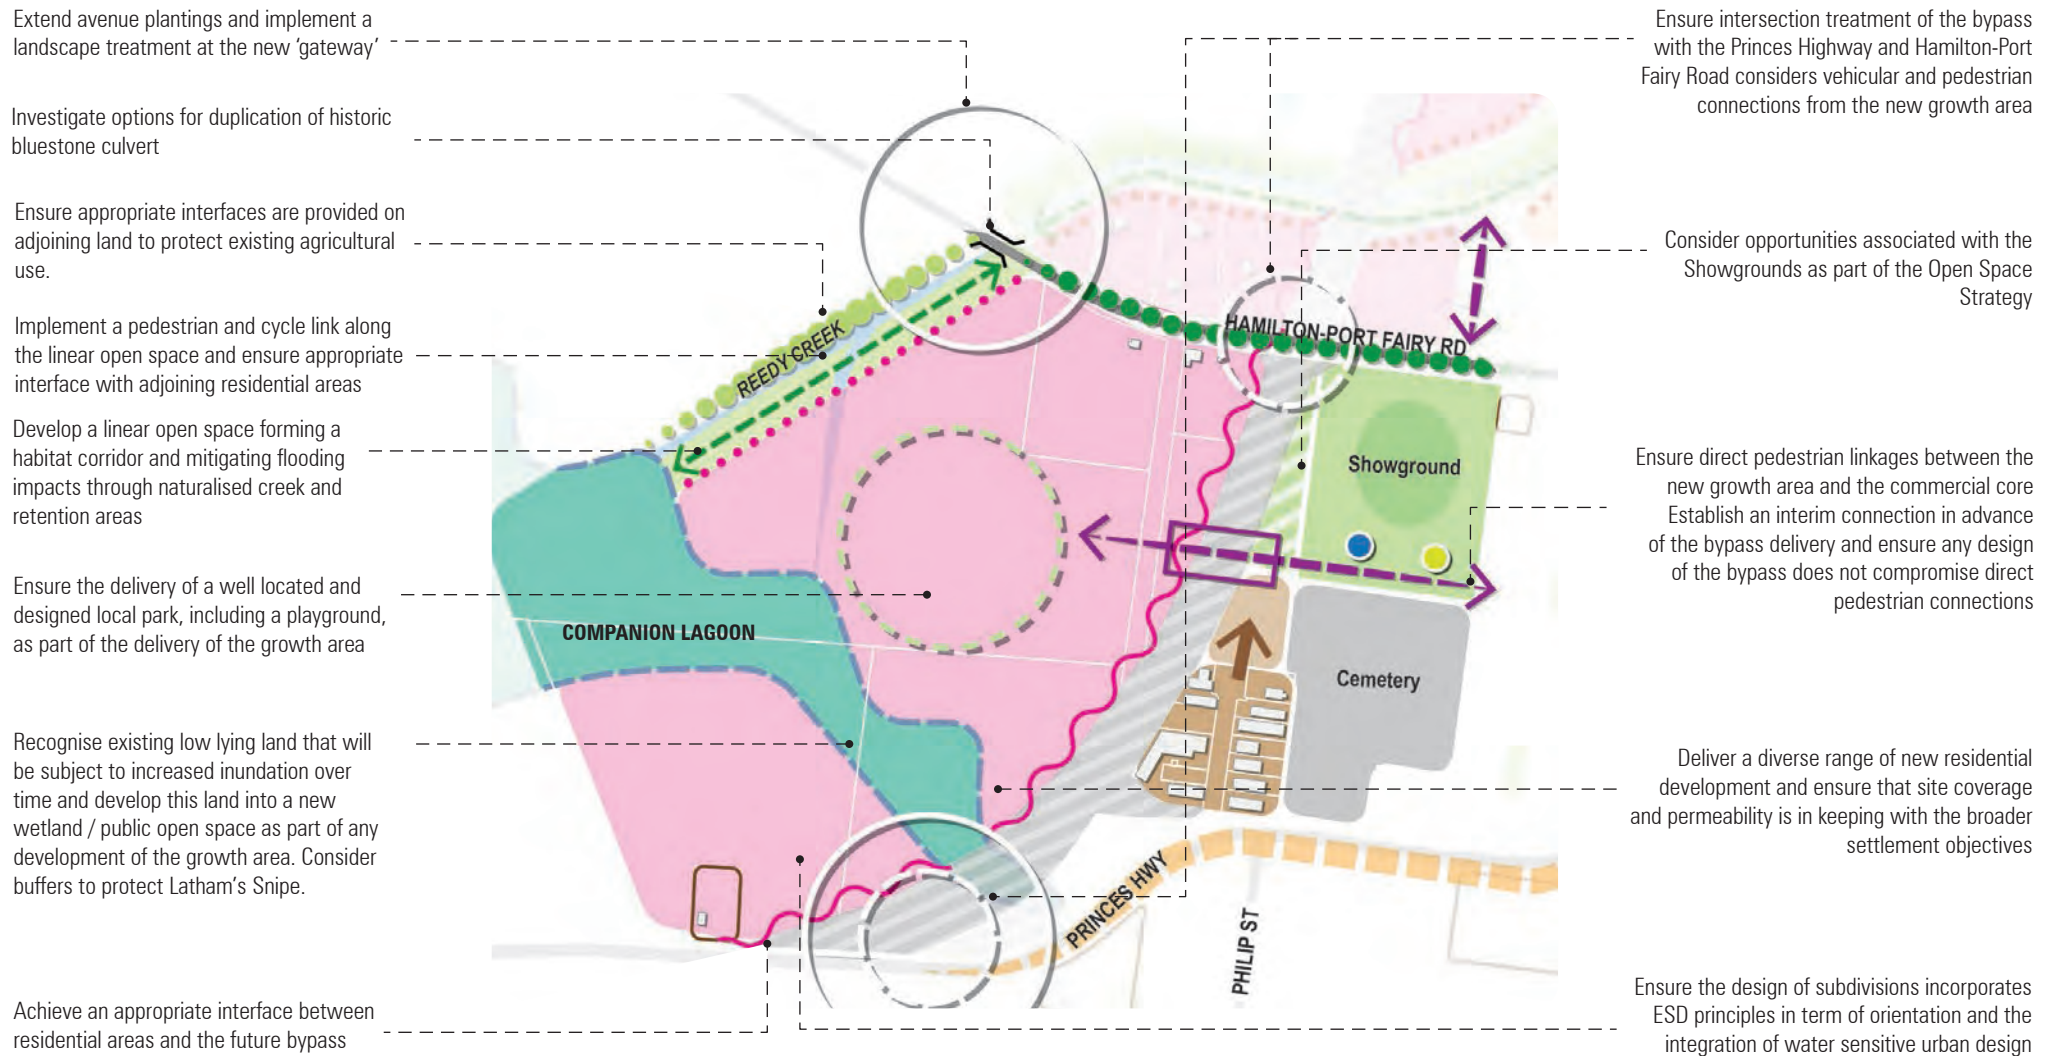 Extend avenue plantings and implement a
landscape treatment at the new ‘gateway’
Investigate options for duplication of historic
bluestone culvert
Ensure appropriate interfaces are provided on
adjoining land to protect existing agricultural
use.
Implement a pedestrian and cycle link along
the linear open space and ensure appropriate
interface with adjoining residential areas
Develop a linear open space forming a
habitat corridor and mitigating flooding
impacts through naturalised creek and
retention areas
Ensure the delivery of a well located and
designed local park, including a playground,
as part of the delivery of the growth area
Recognise existing low lying land that will
be subject to increased inundation over
time and develop this land into a new
wetland / public open space as part of any
development of the growth area. Consider
buffers to protect Latham’s Snipe.
Achieve an appropriate interface between
residential areas and the future bypass
REEDY CREEK
HAMILTON-PORT FAIRY RD
Showground
COMPANION LAGOON
Cemetery
PRINCES HWY
PHILIP ST
Ensure intersection treatment of the bypass
with the Princes Highway and Hamilton-Port
Fairy Road considers vehicular and pedestrian
connections from the new growth area
Consider opportunities associated with the
Showgrounds as part of the Open Space
Strategy
Ensure direct pedestrian linkages between the
new growth area and the commercial core
Establish an interim connection in advance
of the bypass delivery and ensure any design
of the bypass does not compromise direct
pedestrian connections
Deliver a diverse range of new residential
development and ensure that site coverage
and permeability is in keeping with the broader
settlement objectives
Ensure the design of subdivisions incorporates
ESD principles in term of orientation and the
integration of water sensitive urban design